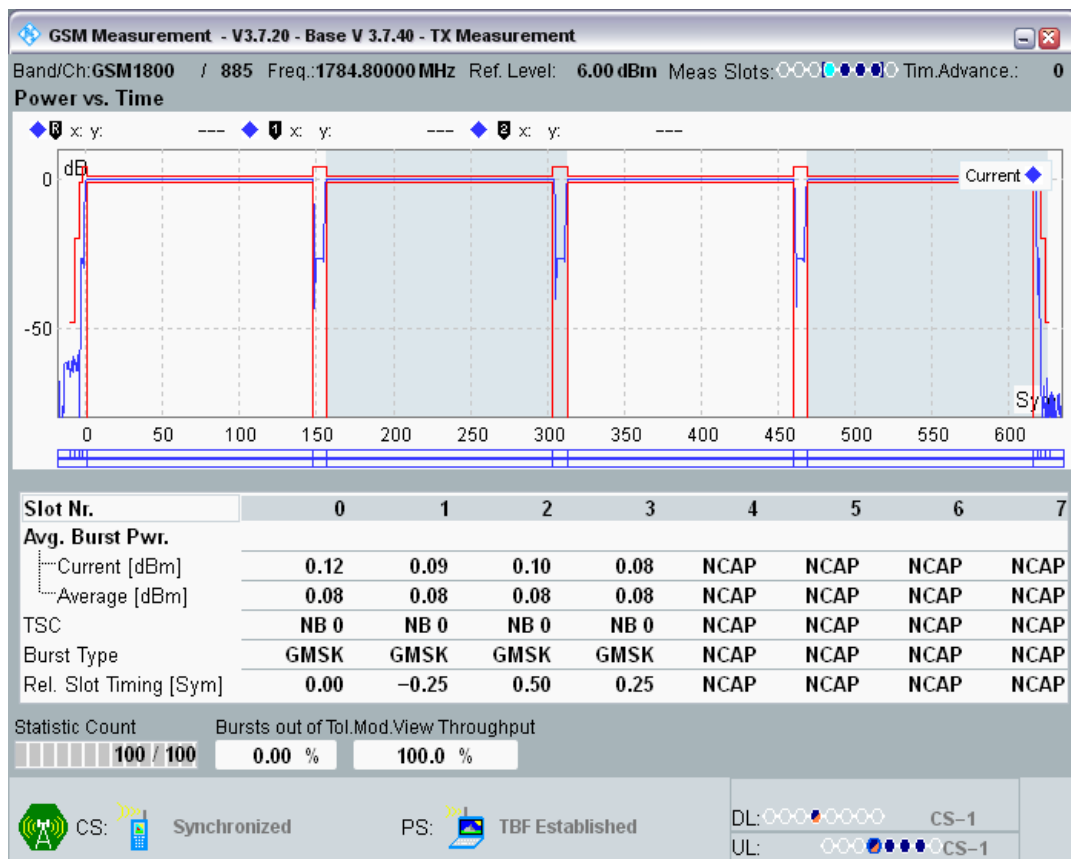 GSM Measurement - V3.7.20 - Base V 3.7.40 - TX Measurement
Band/Ch:GSM1800 / 885 Freq.:1784.80000 MHz Ref. Level: 6.00 dBm Meas Slots: Tim.Advance.: 0
Power vs. Time
R x: y: --- 1 x: y: --- 2 x: y: ---
dB
0
Current
-50
0 50 100 150 200 250 300 350 400 450 500 550 600
Slot Nr. 0 1 2 3 4 5 6 7
Avg. Burst Pwr.
Current [dBm] 0.12 0.09 0.10 0.08 NCAP NCAP NCAP NCAP
Average [dBm] 0.08 0.08 0.08 0.08 NCAP NCAP NCAP NCAP
TSC NB 0 NB 0 NB 0 NB 0 NCAP NCAP NCAP NCAP
Burst Type GMSK GMSK GMSK GMSK NCAP NCAP NCAP NCAP
Rel. Slot Timing [Sym] 0.00 −0.25 0.50 0.25 NCAP NCAP NCAP NCAP
Statistic Count Bursts out of Tol.Mod.View Throughput
100 / 100 0.00 % 100.0 %
CS: Synchronized PS: TBF Established
DL: CS−1
UL: CS−1